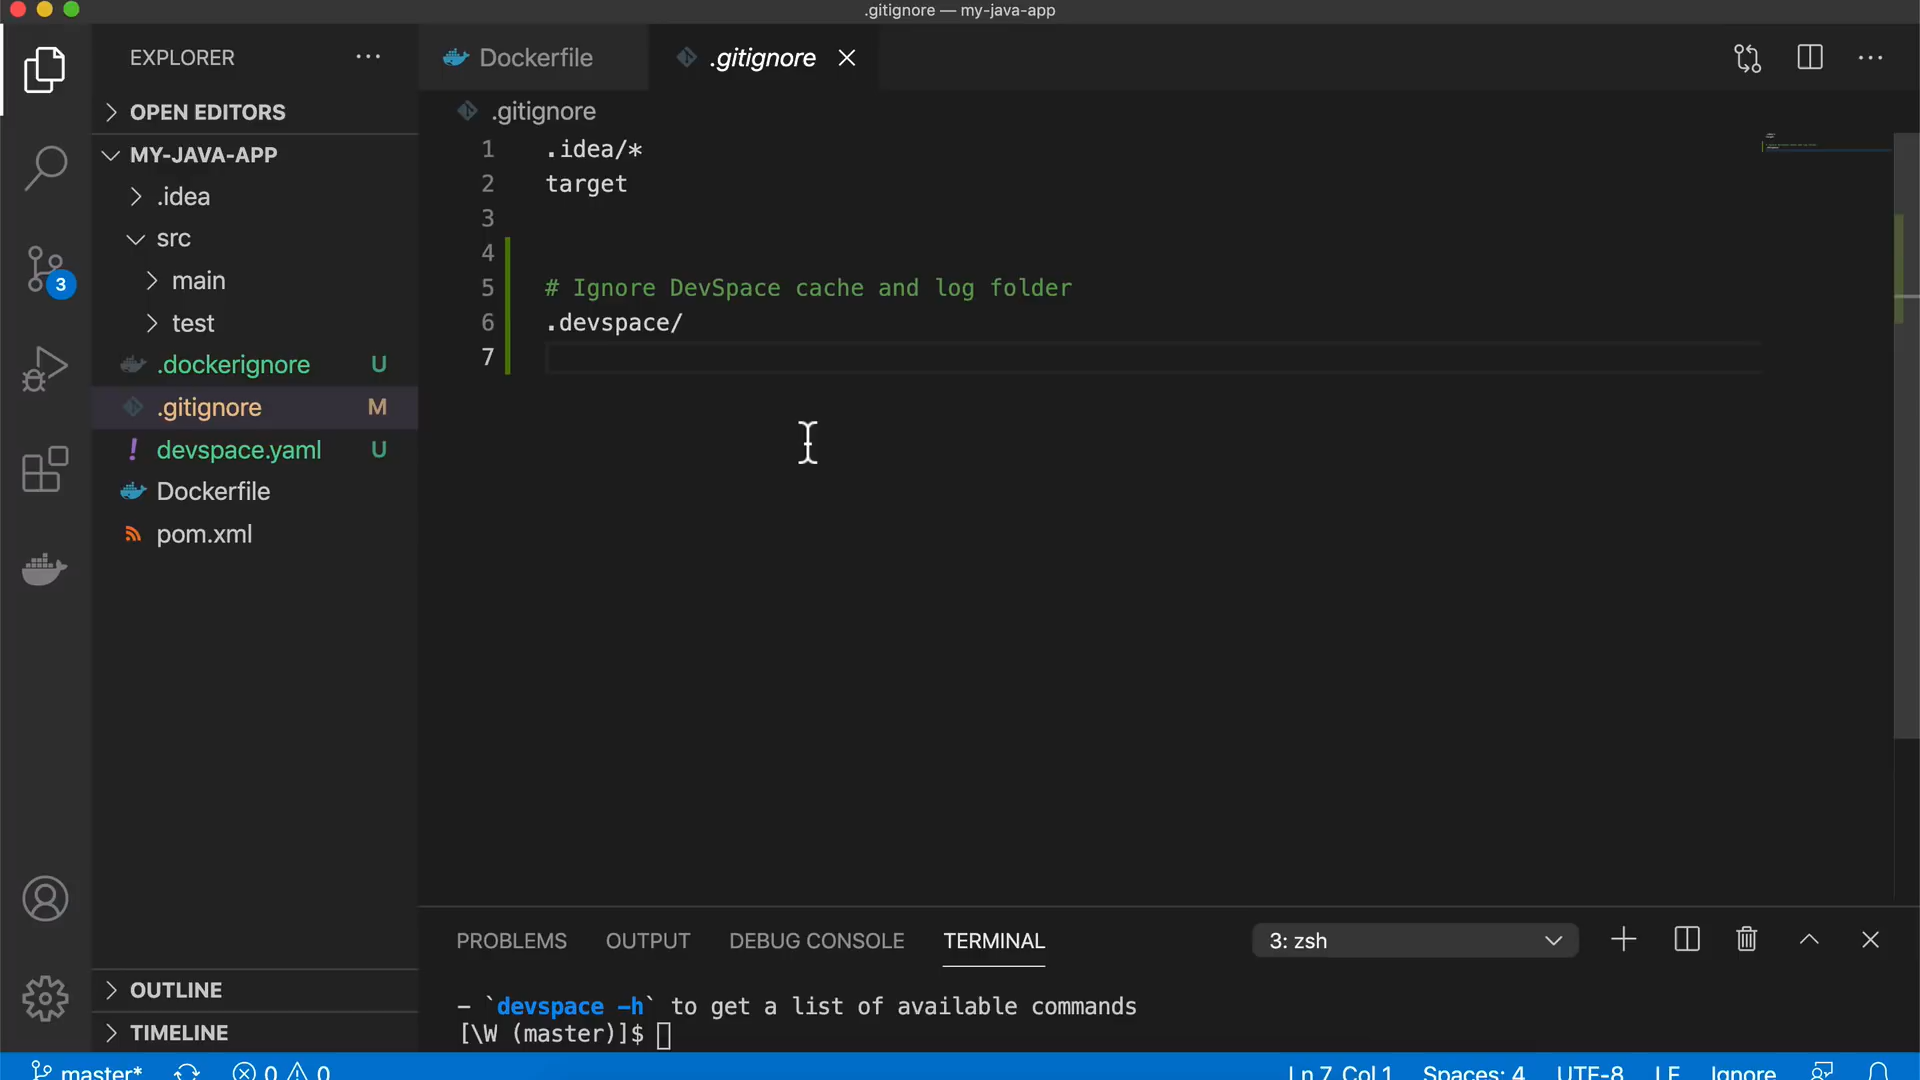 .gitignore — my-java-app
EXPLORER
OPEN EDITORS
MY-JAVA-APP
.idea
src
main
test
.dockerignore U
.gitignore M
devspace.yaml U
Dockerfile
pom.xml
OUTLINE
TIMELINE
3
Dockerfile
.gitignore
.gitignore
1 .idea/*
2 target
3
4
5 # Ignore DevSpace cache and log folder
6 .devspace/
7
PROBLEMS OUTPUT DEBUG CONSOLE TERMINAL 3: zsh
- `devspace -h` to get a list of available commands
[\W (master)]$
master* 0 0 Ln 7, Col 1 Spaces: 4 UTF-8 LF Ignore